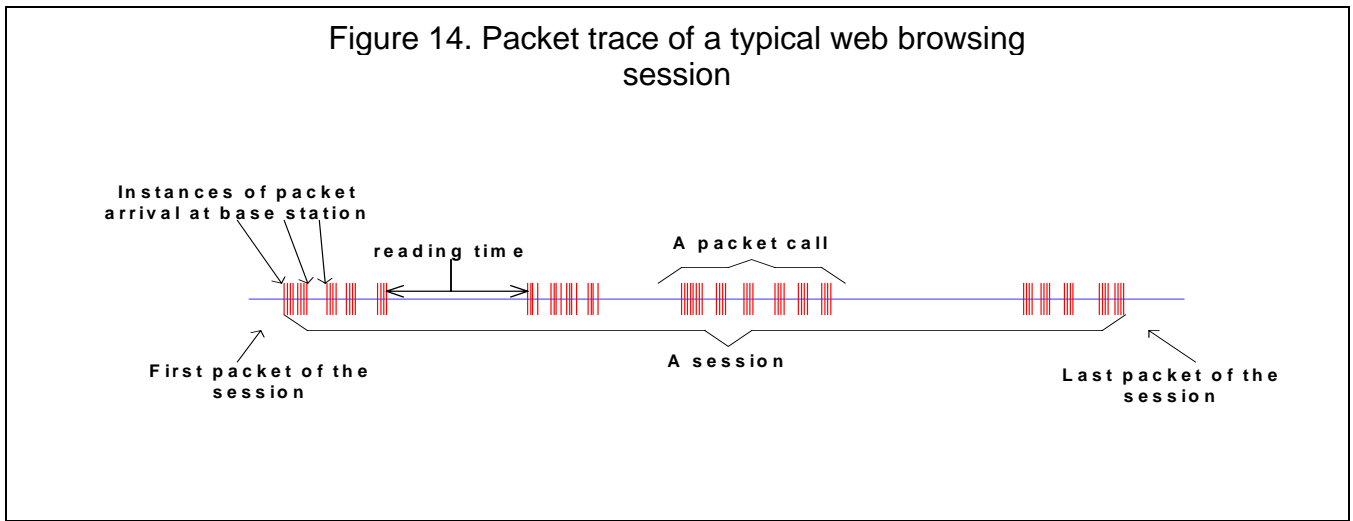 Figure 14. Packet trace of a typical web browsing
session
Instances of packet
arrival at base station
reading time
A packet call
First packet of the
session
A session
Last packet of the
session